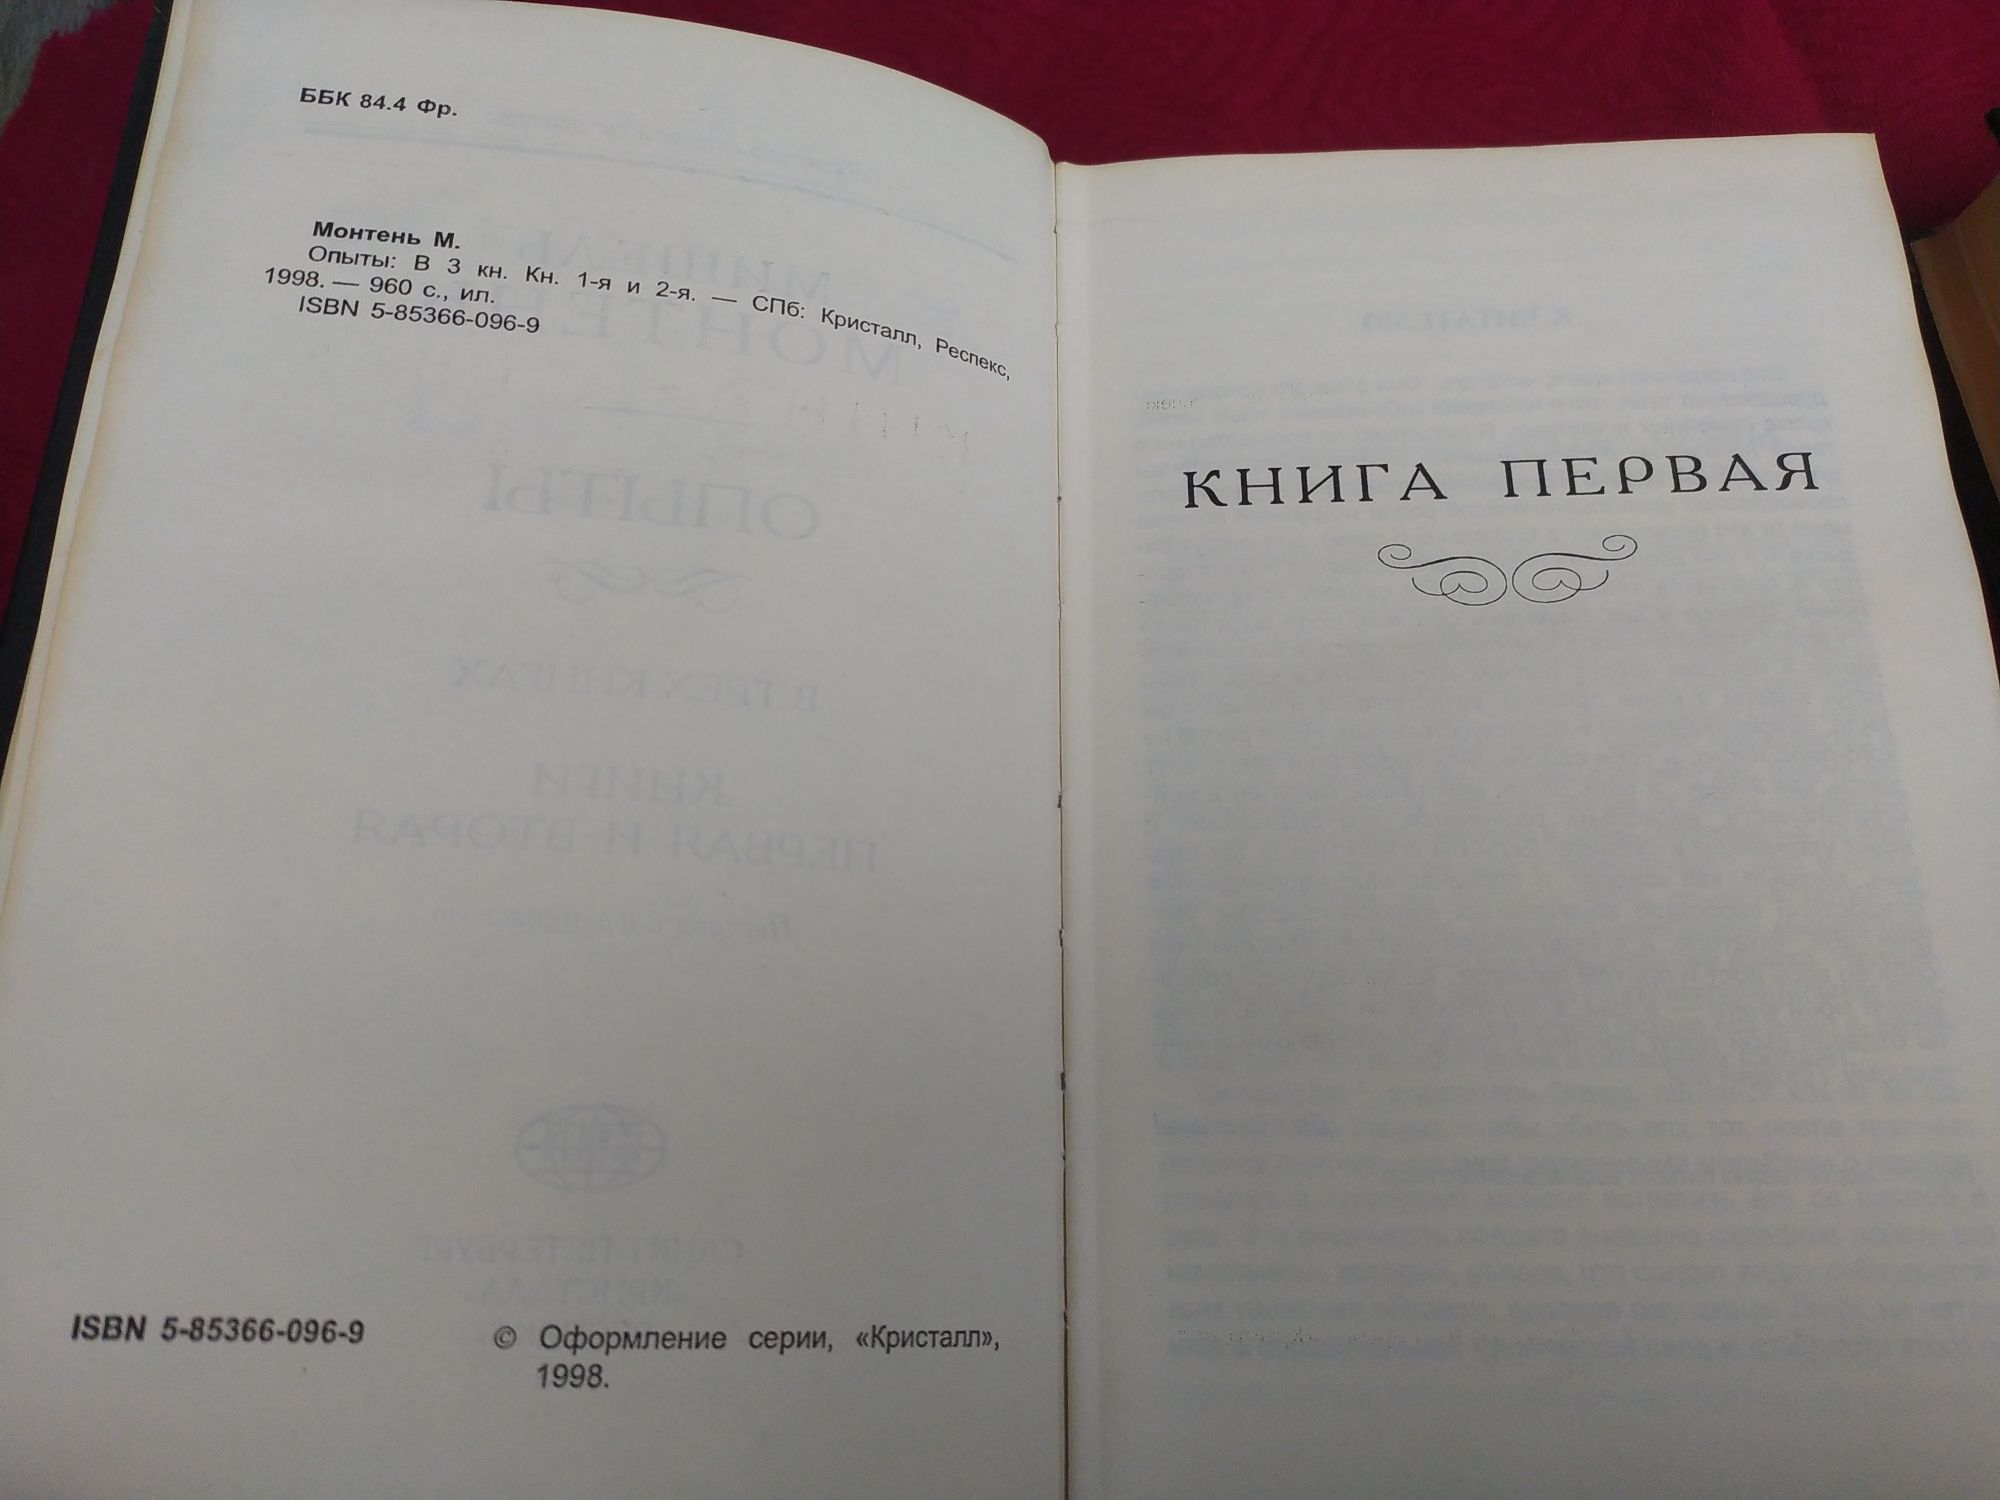 ББК 84.4 Фр.
Монтень М.
Опыты: В 3 кн. Кн. 1-я и 2-я. — СПб: Кристалл, Респекс,
1998. — 960 с., ил.
ISBN 5-85366-096-9
ISBN 5-85366-096-9
© Оформление серии, «Кристалл»,
1998.
КНИГА ПЕРВАЯ